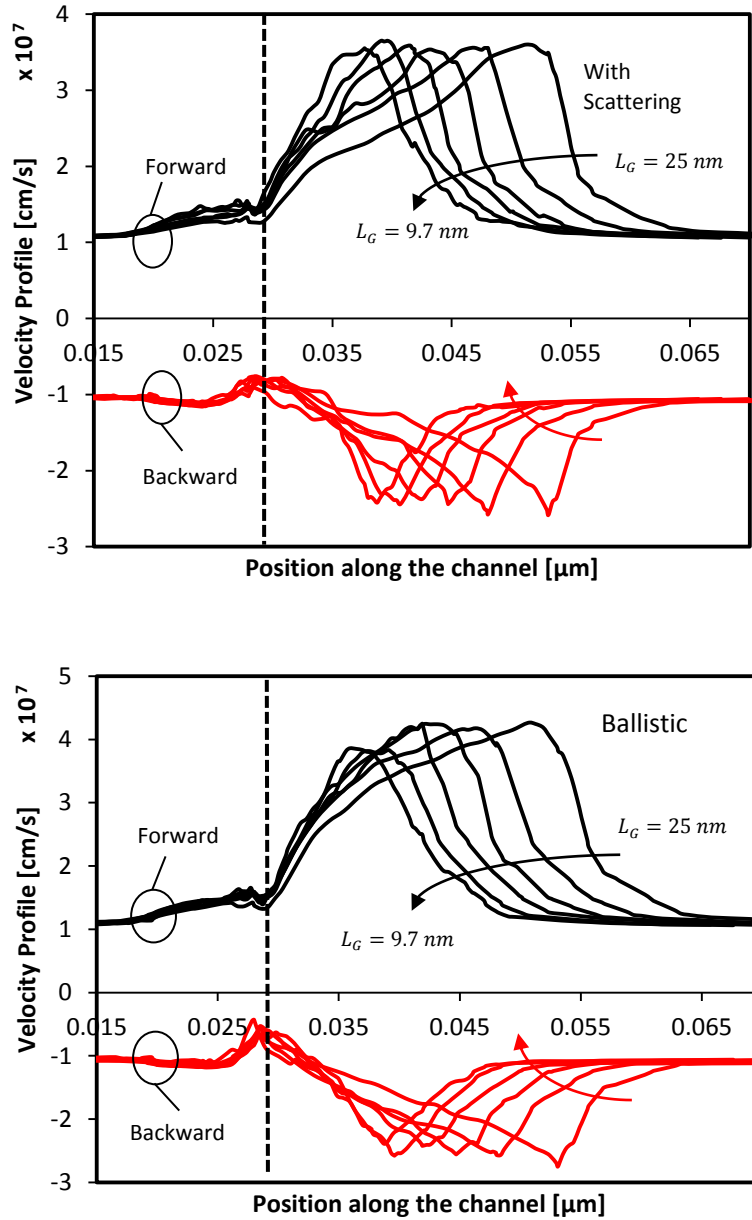 x 10⁷
Velocity Profile [cm/s]
4
3
2
1
0
-1
-2
-3
With
Scattering
Forward
L_G = 25 nm
L_G = 9.7 nm
0.015 0.025 0.035 0.045 0.055 0.065
Backward
Position along the channel [µm]
x 10⁷
Velocity Profile [cm/s]
5
4
3
2
1
0
-1
-2
-3
Ballistic
Forward
L_G = 25 nm
L_G = 9.7 nm
0.015 0.025 0.035 0.045 0.055 0.065
Backward
Position along the channel [µm]